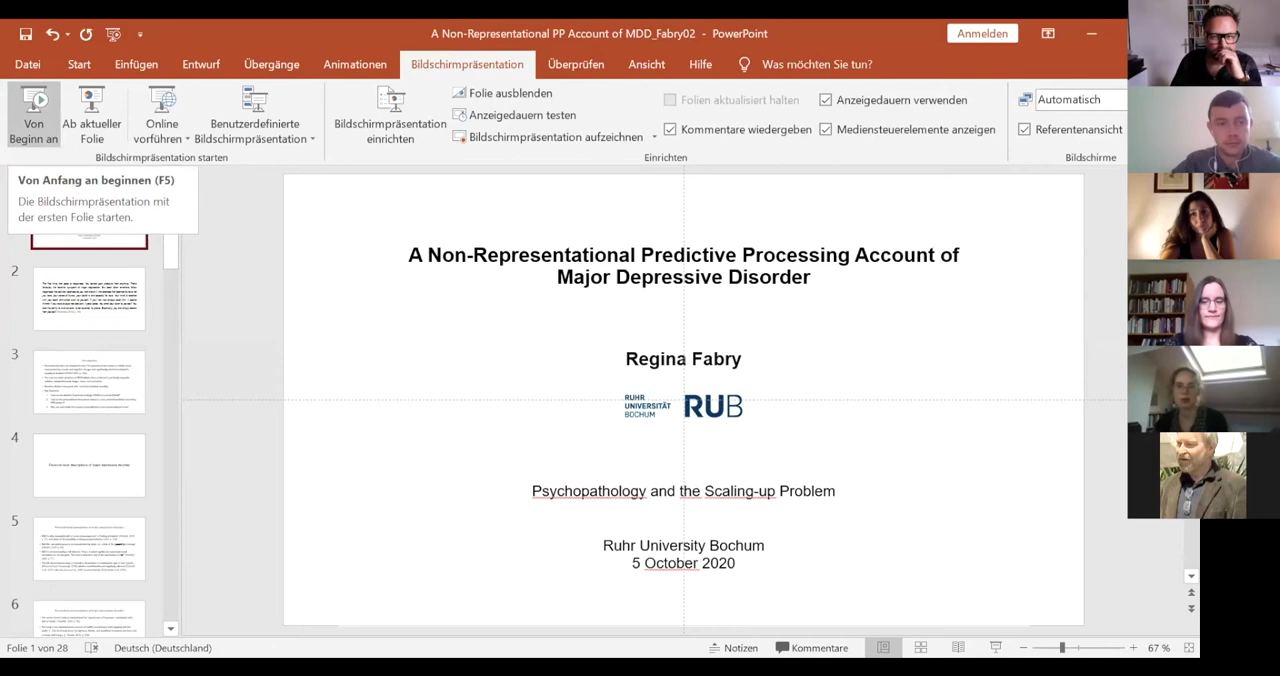 A Non-Representational PP Account of MDD_Fabry02 - PowerPoint
Anmelden
Datei Start Einfügen Entwurf Übergänge Animationen Bildschirmpräsentation Überprüfen Ansicht Hilfe Was möchten Sie tun?
Von Beginn an
Ab aktueller Folie
Online vorführen
Benutzerdefinierte Bildschirmpräsentation
Bildschirmpräsentation starten
Bildschirmpräsentation einrichten
Folie ausblenden
Anzeigedauern testen
Bildschirmpräsentation aufzeichnen
Folien aktualisiert halten
Kommentare wiedergeben
Anzeigedauern verwenden
Mediensteuerelemente anzeigen
Einrichten
Automatisch
Referentenansicht
Bildschirme
Von Anfang an beginnen (F5)
Die Bildschirmpräsentation mit
der ersten Folie starten.
2
3
4
5
6
A Non-Representational Predictive Processing Account of
Major Depressive Disorder
Regina Fabry
RUHR
UNIVERSITÄT
BOCHUM
RUB
Psychopathology and the Scaling-up Problem
Ruhr University Bochum
5 October 2020
Folie 1 von 28
Deutsch (Deutschland)
Notizen
Kommentare
67 %